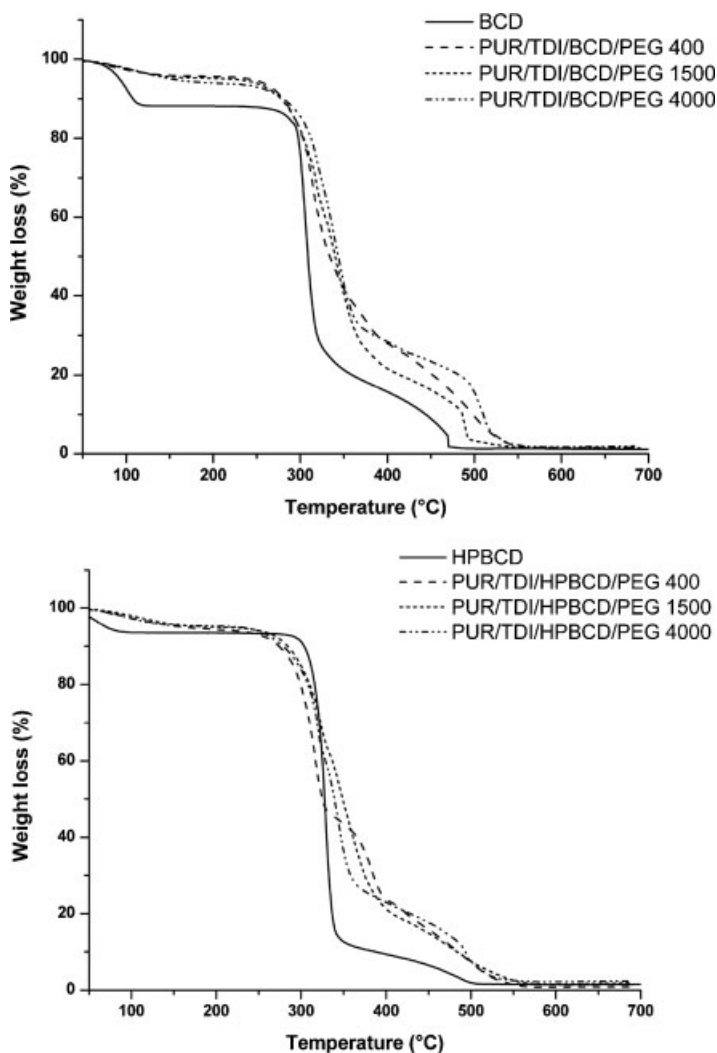 BCD
PUR/TDI/BCD/PEG 400
PUR/TDI/BCD/PEG 1500
PUR/TDI/BCD/PEG 4000
100
80
60
40
20
0
Weight loss (%)
100 200 300 400 500 600 700
Temperature (°C)
HPBCD
PUR/TDI/HPBCD/PEG 400
PUR/TDI/HPBCD/PEG 1500
PUR/TDI/HPBCD/PEG 4000
100
80
60
40
20
0
Weight loss (%)
100 200 300 400 500 600 700
Temperature (°C)